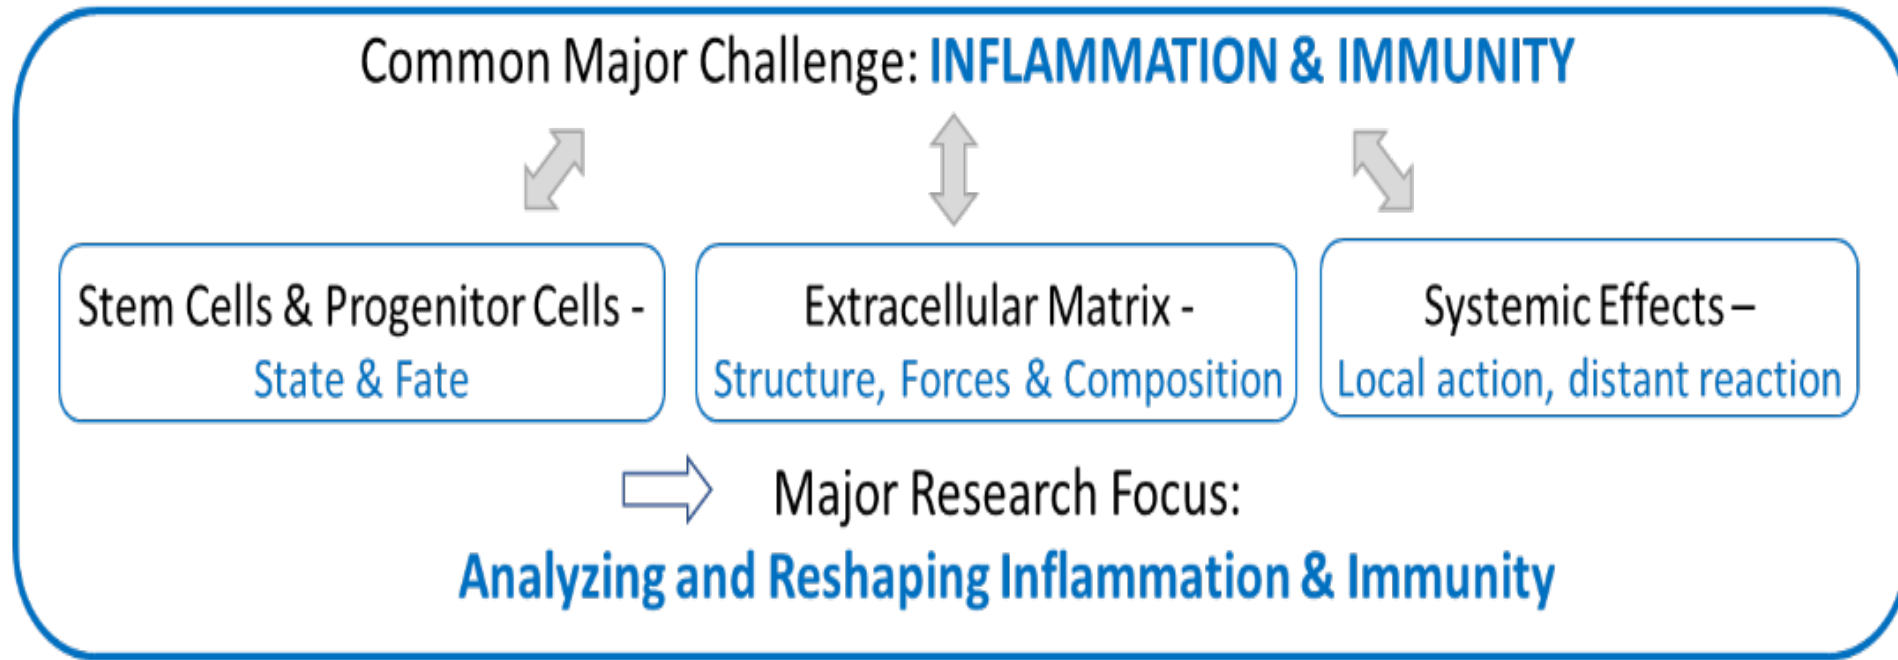 Common Major Challenge: INFLAMMATION & IMMUNITY
Stem Cells & Progenitor Cells -
State & Fate
Extracellular Matrix -
Structure, Forces & Composition
Systemic Effects –
Local action, distant reaction
Major Research Focus:
Analyzing and Reshaping Inflammation & Immunity